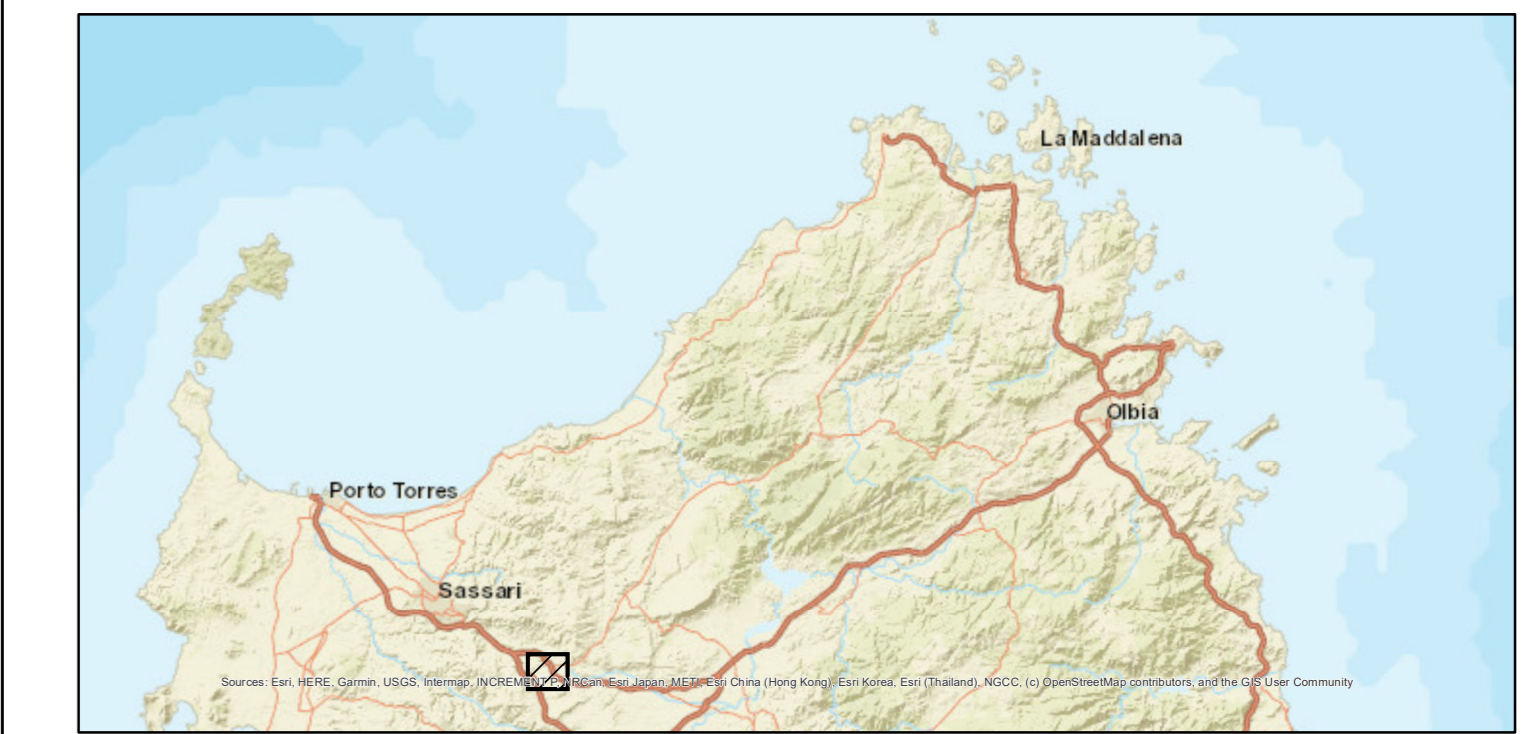 La Maddalena
Olbia
Porto Torres
Sassari
Sources: Esri, HERE, Garmin, USGS, Intermap, INCREMENT P, NRCan, Esri Japan, METI, Esri China (Hong Kong), Esri Korea, Esri (Thailand), NGCC, (c) OpenStreetMap contributors, and the GIS User Community